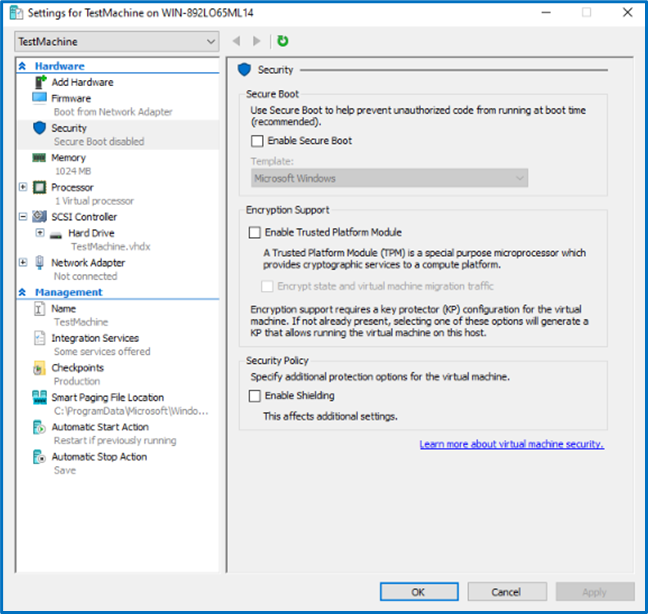 Settings for TestMachine on WIN-892LO65ML14
TestMachine
Hardware
Add Hardware
Firmware
Boot from Network Adapter
Security
Secure Boot disabled
Memory
1024 MB
Processor
1 Virtual processor
SCSI Controller
Hard Drive
TestMachine.vhdx
Network Adapter
Not connected
Management
Name
TestMachine
Integration Services
Some services offered
Checkpoints
Production
Smart Paging File Location
C:\ProgramData\Microsoft\Windo...
Automatic Start Action
Restart if previously running
Automatic Stop Action
Save
Security
Secure Boot
Use Secure Boot to help prevent unauthorized code from running at boot time
(recommended).
Enable Secure Boot
Template:
Microsoft Windows
Encryption Support
Enable Trusted Platform Module
A Trusted Platform Module (TPM) is a special purpose microprocessor which
provides cryptographic services to a compute platform.
Encrypt state and virtual machine migration traffic
Encryption support requires a key protector (KP) configuration for the virtual
machine. If not already present, selecting one of these options will generate a
KP that allows running the virtual machine on this host.
Security Policy
Specify additional protection options for the virtual machine.
Enable Shielding
This affects additional settings.
Learn more about virtual machine security.
OK
Cancel
Apply